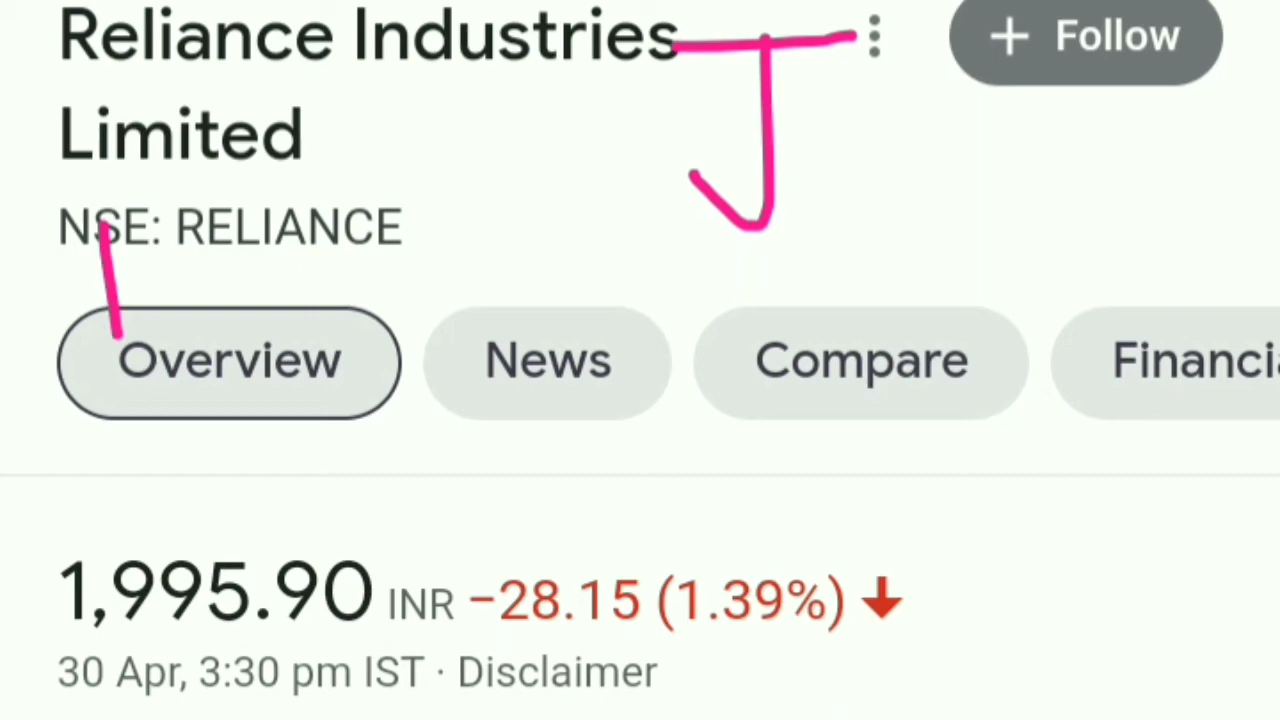 Reliance Industries
Limited
+ Follow
NSE: RELIANCE
Overview
News
Compare
Financia
1,995.90 INR −28.15 (1.39%) ↓
30 Apr, 3:30 pm IST · Disclaimer
J